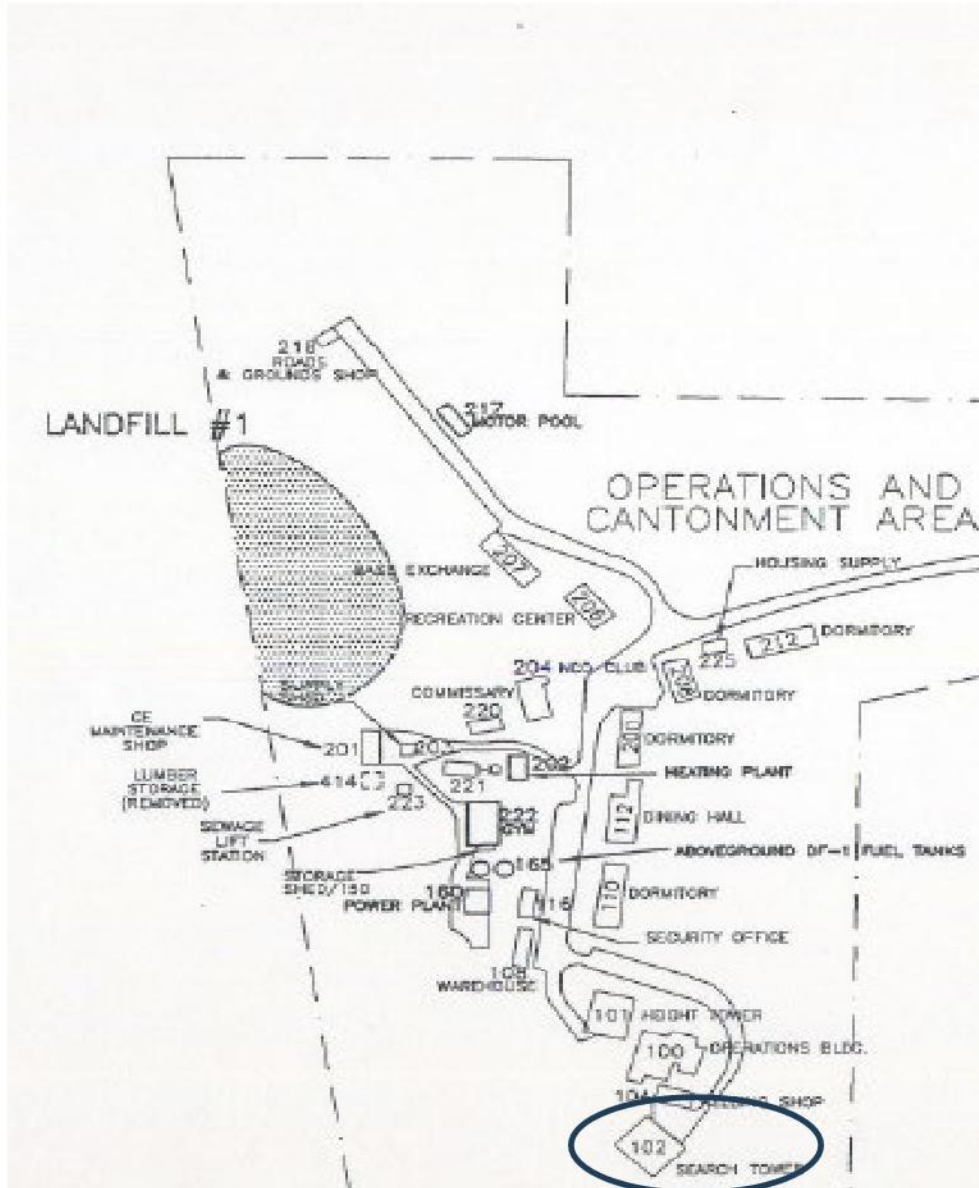 218
ROADS
& GROUNDS SHOP
217
MOTOR POOL
LANDFILL #1
OPERATIONS AND
CANTONMENT AREA
207
BASE EXCHANGE
HOUSING SUPPLY
RECREATION CENTER
212
DORMITORY
225
204 NCO CLUB
DORMITORY
COMMISSARY
220
CE
MAINTENANCE
SHOP
201
203
200
DORMITORY
202
HEATING PLANT
221
LUMBER
STORAGE
(REMOVED)
414
223
222
GYM
112
DINING HALL
SEWAGE
LIFT
STATION
165
ABOVEGROUND DF-1 FUEL TANKS
STORAGE
SHED/150
160
POWER PLANT
116
110
DORMITORY
SECURITY OFFICE
108
WAREHOUSE
101
HEIGHT TOWER
100
OPERATIONS BLDG.
SHOP
102
SEARCH TOWER